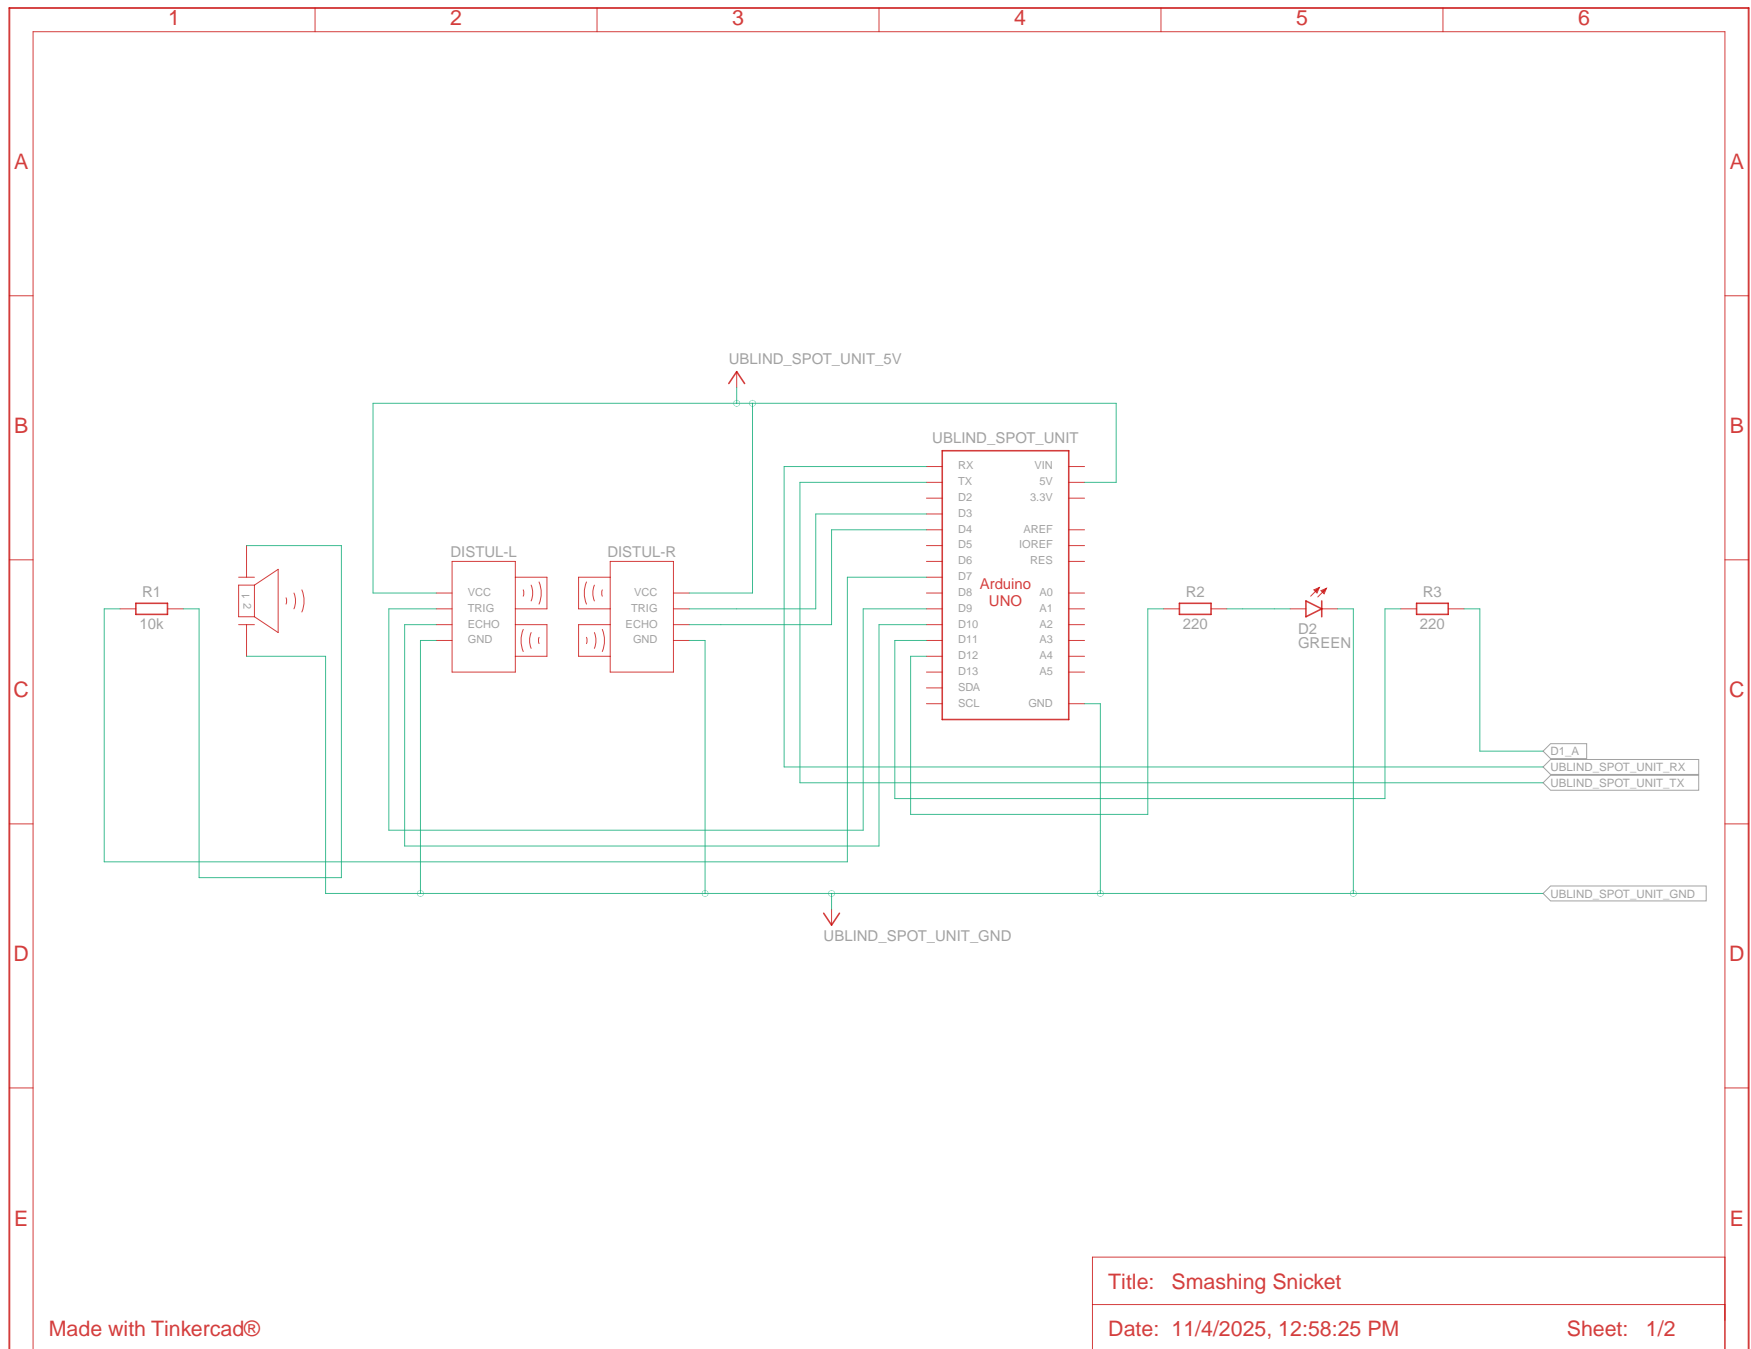 1 2 3 4 5 6
A A
UBLIND_SPOT_UNIT_5V
B B
UBLIND_SPOT_UNIT
RX VIN
TX 5V
D2 3.3V
D3
D4 AREF
D5 IOREF
D6 RES
D7
D8 A0
D9 A1
D10 A2
D11 A3
D12 A4
D13 A5
SDA
SCL GND
Arduino
UNO
DISTUL-L
VCC
TRIG
ECHO
GND
DISTUL-R
VCC
TRIG
ECHO
GND
R1
10k
1 2
R2
220
D2
GREEN
R3
220
C C
D1_A
UBLIND_SPOT_UNIT_RX
UBLIND_SPOT_UNIT_TX
UBLIND_SPOT_UNIT_GND
UBLIND_SPOT_UNIT_GND
D D
E E
Title: Smashing Snicket
Made with Tinkercad®
Date: 11/4/2025, 12:58:25 PM Sheet: 1/2